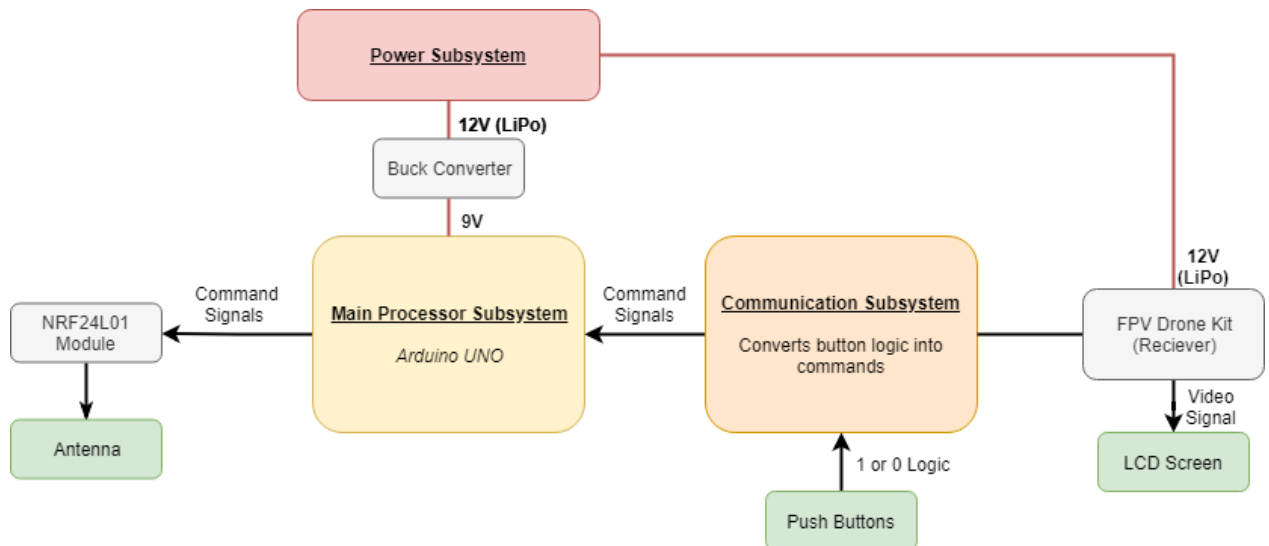 Power Subsystem
12V (LiPo)
Buck Converter
9V
12V
(LiPo)
Command
Signals
Command
Signals
NRF24L01
Module
Main Processor Subsystem
Arduino UNO
Communication Subsystem
Converts button logic into
commands
FPV Drone Kit
(Reciever)
Video
Signal
Antenna
1 or 0 Logic
LCD Screen
Push Buttons